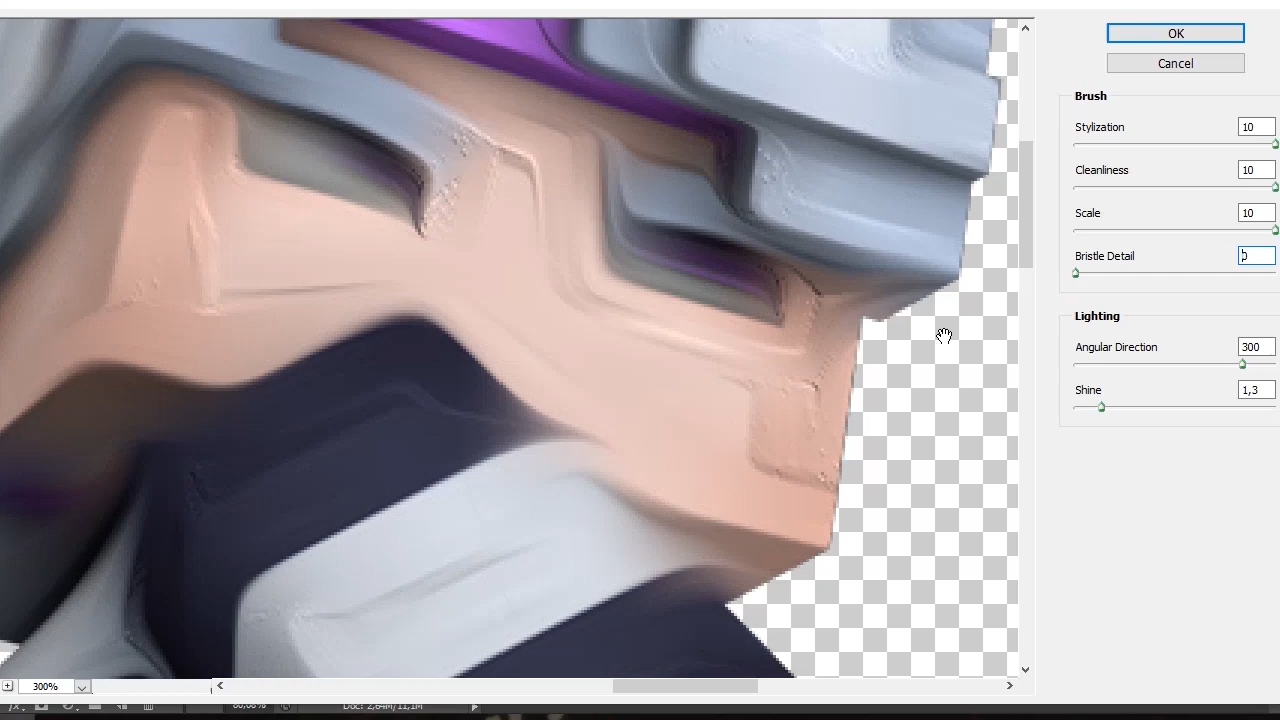 OK
Cancel
Brush
Stylization 10
Cleanliness 10
Scale 10
Bristle Detail 0
Lighting
Angular Direction 300
Shine 1,3
300%